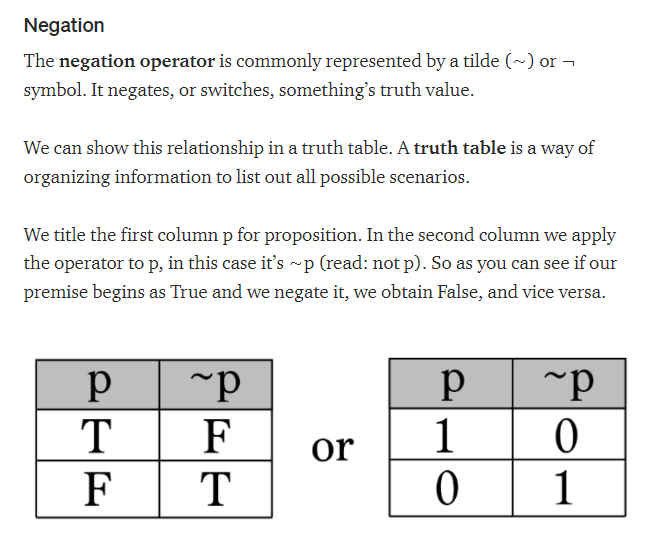 Negation
The negation operator is commonly represented by a tilde (~) or ¬
symbol. It negates, or switches, something’s truth value.
We can show this relationship in a truth table. A truth table is a way of
organizing information to list out all possible scenarios.
We title the first column p for proposition. In the second column we apply
the operator to p, in this case it’s ~p (read: not p). So as you can see if our
premise begins as True and we negate it, we obtain False, and vice versa.
p ~p
T F
F T
or
p ~p
1 0
0 1